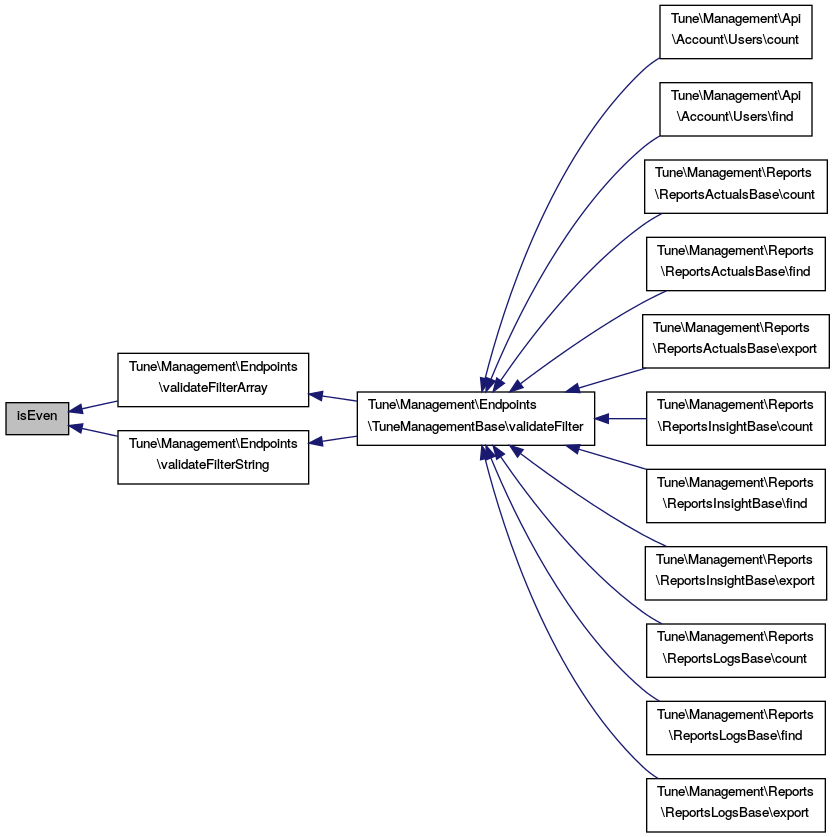 isEven
Tune\Management\Endpoints
\validateFilterArray
Tune\Management\Endpoints
\validateFilterString
Tune\Management\Endpoints
\TuneManagementBase\validateFilter
Tune\Management\Api
\Account\Users\count
Tune\Management\Api
\Account\Users\find
Tune\Management\Reports
\ReportsActualsBase\count
Tune\Management\Reports
\ReportsActualsBase\find
Tune\Management\Reports
\ReportsActualsBase\export
Tune\Management\Reports
\ReportsInsightBase\count
Tune\Management\Reports
\ReportsInsightBase\find
Tune\Management\Reports
\ReportsInsightBase\export
Tune\Management\Reports
\ReportsLogsBase\count
Tune\Management\Reports
\ReportsLogsBase\find
Tune\Management\Reports
\ReportsLogsBase\export